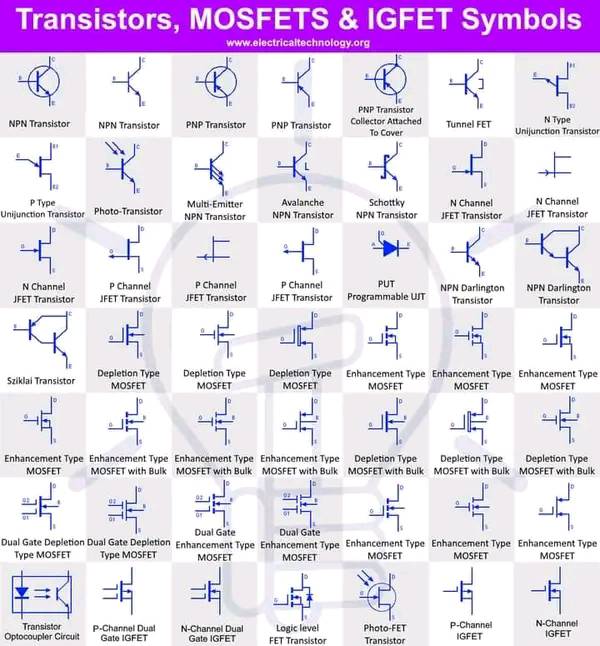 Transistors, MOSFETS & IGFET Symbols
www.electricaltechnology.org
NPN Transistor
NPN Transistor
PNP Transistor
PNP Transistor
PNP Transistor
Collector Attached
To Cover
Tunnel FET
N Type
Unijunction Transistor
P Type
Unijunction Transistor
Photo-Transistor
Multi-Emitter
NPN Transistor
Avalanche
NPN Transistor
Schottky
NPN Transistor
N Channel
JFET Transistor
N Channel
JFET Transistor
N Channel
JFET Transistor
P Channel
JFET Transistor
P Channel
JFET Transistor
P Channel
JFET Transistor
PUT
Programmable UJT
NPN Darlington
Transistor
NPN Darlington
Transistor
Sziklai Transistor
Depletion Type
MOSFET
Depletion Type
MOSFET
Depletion Type
MOSFET
Enhancement Type
MOSFET
Enhancement Type
MOSFET
Enhancement Type
MOSFET
Enhancement Type
MOSFET
Enhancement Type
MOSFET with Bulk
Enhancement Type
MOSFET with Bulk
Enhancement Type
MOSFET with Bulk
Depletion Type
MOSFET with Bulk
Depletion Type
MOSFET with Bulk
Depletion Type
MOSFET with Bulk
Dual Gate Depletion
Type MOSFET
Dual Gate Depletion
Type MOSFET
Dual Gate
Enhancement Type
MOSFET
Dual Gate
Enhancement Type
MOSFET
Enhancement Type
MOSFET
Enhancement Type
MOSFET
Enhancement Type
MOSFET
Transistor
Optocoupler Circuit
P-Channel Dual
Gate IGFET
N-Channel Dual
Gate IGFET
Logic level
FET Transistor
Photo-FET
Transistor
P-Channel
IGFET
N-Channel
IGFET